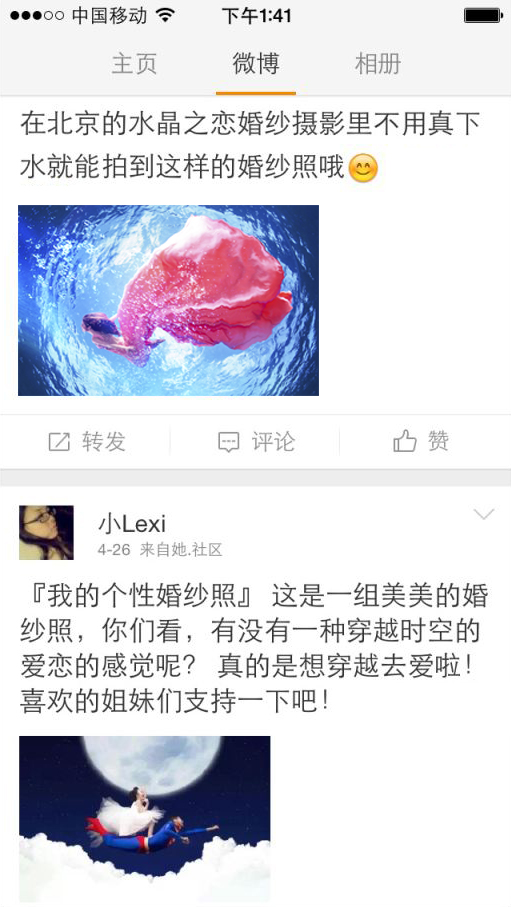 中国移动 下午1:41
主页 微博 相册
在北京的水晶之恋婚纱摄影里不用真下
水就能拍到这样的婚纱照哦😊
转发 评论 赞
小Lexi
4-26 来自她.社区
『我的个性婚纱照』 这是一组美美的婚
纱照，你们看，有没有一种穿越时空的
爱恋的感觉呢？ 真的是想穿越去爱啦！
喜欢的姐妹们支持一下吧！